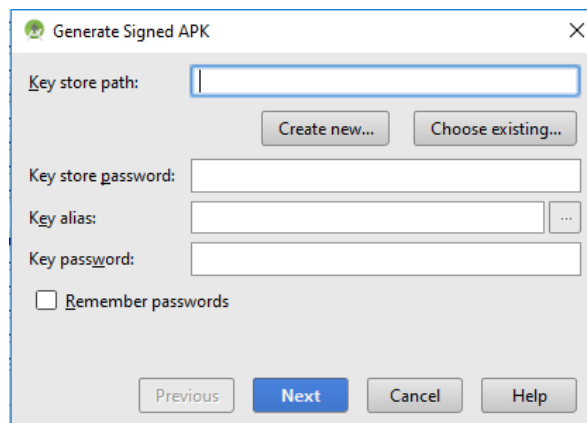 Generate Signed APK
Key store path:
Create new... Choose existing...
Key store password:
Key alias: ...
Key password:
Remember passwords
Previous Next Cancel Help